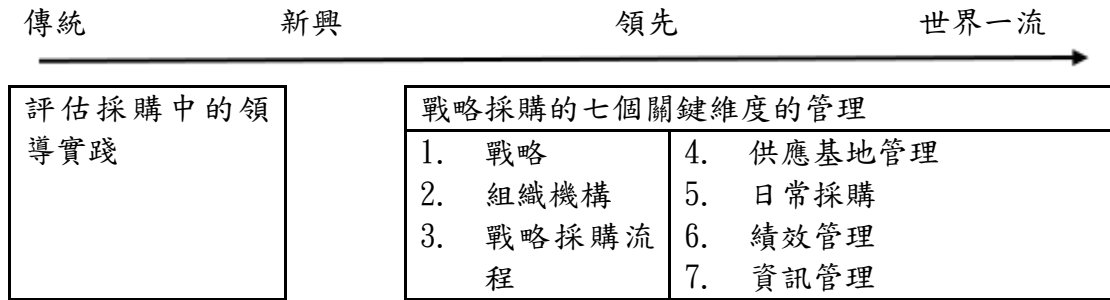 傳統 新興 領先 世界一流
評估採購中的領
導實踐
戰略採購的七個關鍵維度的管理
1. 戰略
2. 組織機構
3. 戰略採購流
程
4. 供應基地管理
5. 日常採購
6. 績效管理
7. 資訊管理